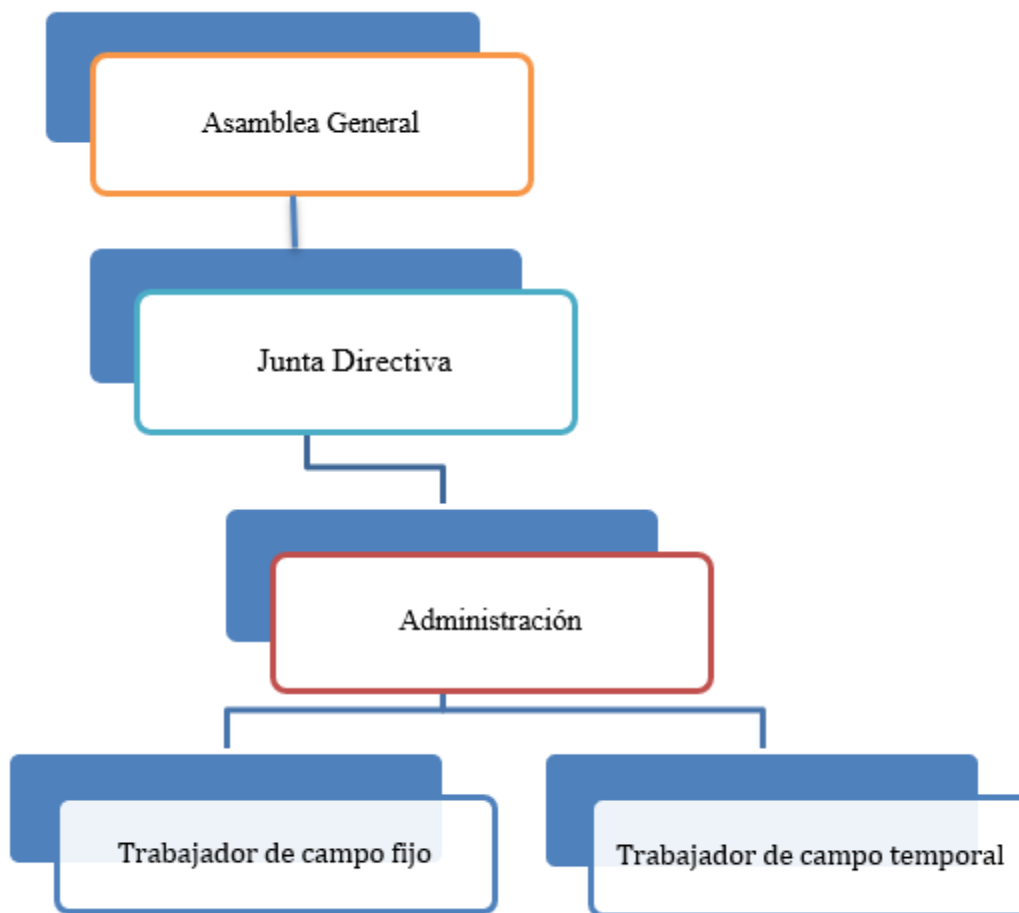 Asamblea General
Junta Directiva
Administración
Trabajador de campo fijo
Trabajador de campo temporal